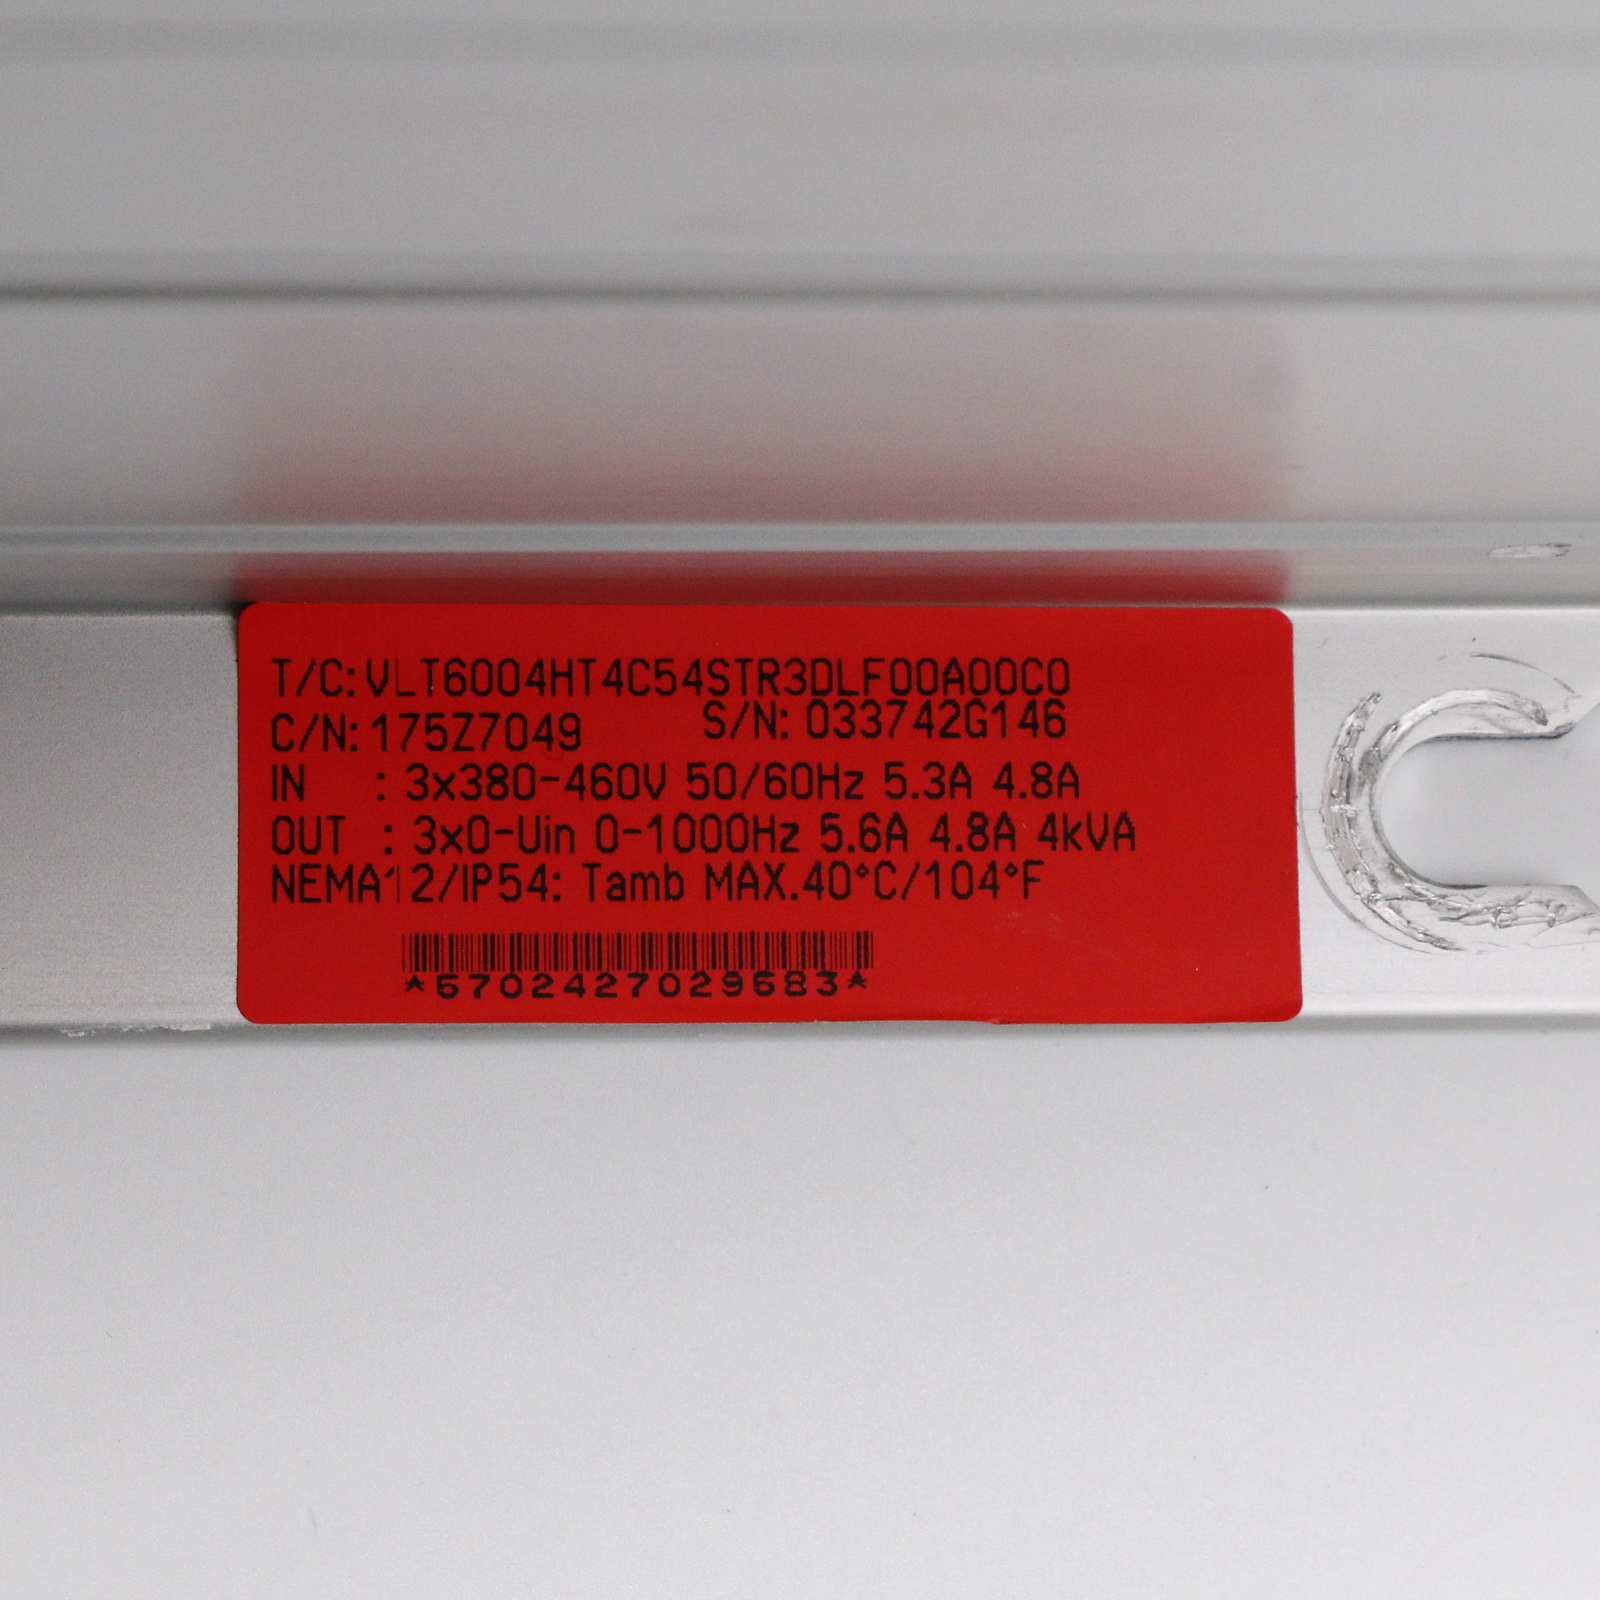 T/C:VLT6004HT4C54STR3DLF00A00C0
C/N:175Z7049 S/N: 033742G146
IN : 3x380-460V 50/60Hz 5.3A 4.8A
OUT : 3x0-Uin 0-1000Hz 5.6A 4.8A 4kVA
NEMA12/IP54: Tamb MAX.40°C/104°F
*5702427029683*